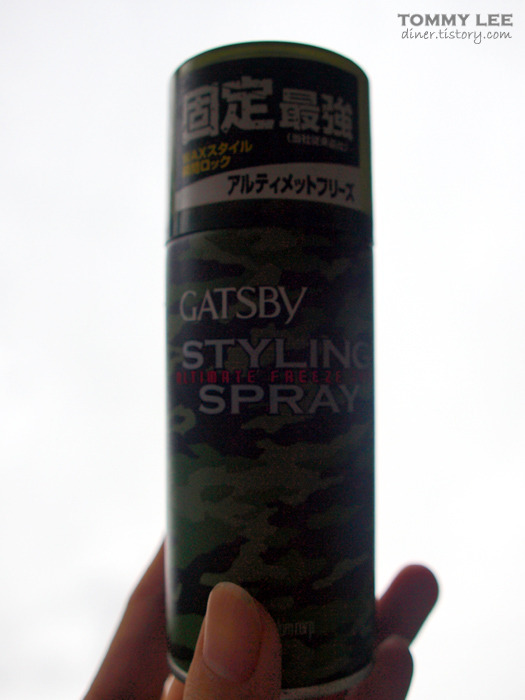 TOMMY LEE
diner.tistory.com
固定最強
WAXスタイル
アルティメットフリーズ
GATSBY
STYLING
ULTIMATE FREEZE
SPRAY